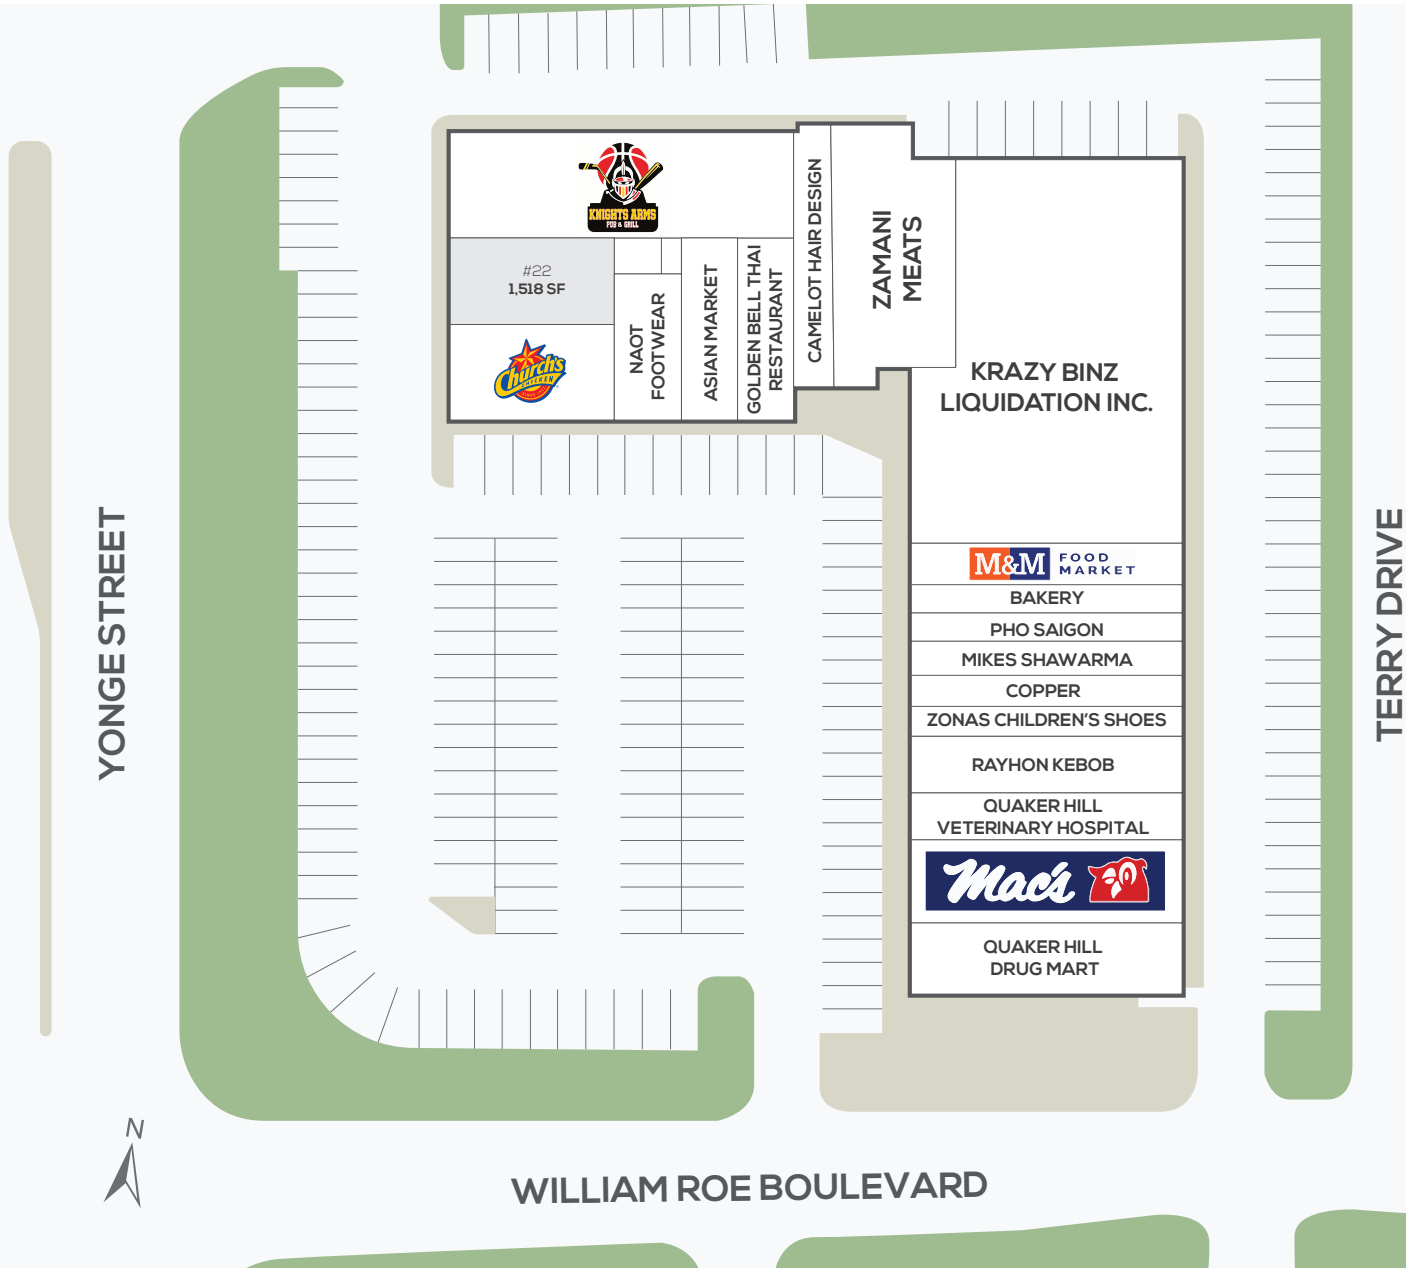 KNIGHTS ARMS
PUB & GRILL
#22
1,518 SF
Church's
CHICKEN
NAOT
FOOTWEAR
ASIAN MARKET
GOLDEN BELL THAI
RESTAURANT
CAMELOT HAIR DESIGN
ZAMANI
MEATS
KRAZY BINZ
LIQUIDATION INC.
M&M FOOD
MARKET
BAKERY
PHO SAIGON
MIKES SHAWARMA
COPPER
ZONAS CHILDREN'S SHOES
RAYHON KEBOB
QUAKER HILL
VETERINARY HOSPITAL
Mac's
QUAKER HILL
DRUG MART
YONGE STREET
TERRY DRIVE
N
WILLIAM ROE BOULEVARD